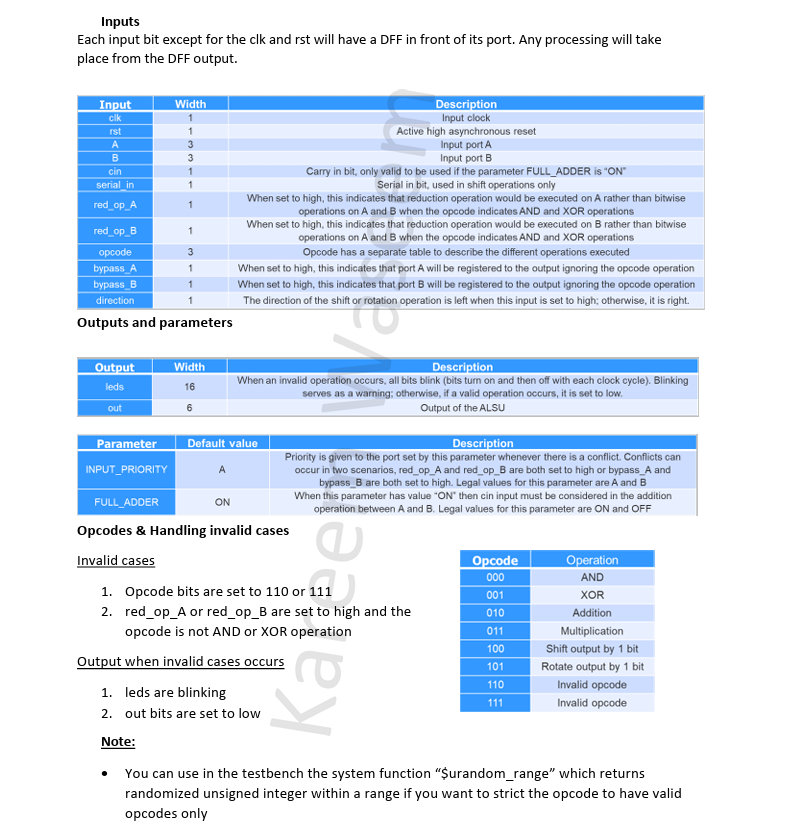 Inputs
Each input bit except for the clk and rst will have a DFF in front of its port. Any processing will take
place from the DFF output.
Input Width Description
clk 1 Input clock
rst 1 Active high asynchronous reset
A 3 Input port A
B 3 Input port B
cin 1 Carry in bit, only valid to be used if the parameter FULL_ADDER is “ON”
serial_in 1 Serial in bit, used in shift operations only
red_op_A 1 When set to high, this indicates that reduction operation would be executed on A rather than bitwise
operations on A and B when the opcode indicates AND and XOR operations
red_op_B 1 When set to high, this indicates that reduction operation would be executed on B rather than bitwise
operations on A and B when the opcode indicates AND and XOR operations
opcode 3 Opcode has a separate table to describe the different operations executed
bypass_A 1 When set to high, this indicates that port A will be registered to the output ignoring the opcode operation
bypass_B 1 When set to high, this indicates that port B will be registered to the output ignoring the opcode operation
direction 1 The direction of the shift or rotation operation is left when this input is set to high; otherwise, it is right.
Outputs and parameters
Output Width Description
leds 16 When an invalid operation occurs, all bits blink (bits turn on and then off with each clock cycle). Blinking
serves as a warning; otherwise, if a valid operation occurs, it is set to low.
out 6 Output of the ALSU
Parameter Default value Description
INPUT_PRIORITY A Priority is given to the port set by this parameter whenever there is a conflict. Conflicts can
occur in two scenarios, red_op_A and red_op_B are both set to high or bypass_A and
bypass_B are both set to high. Legal values for this parameter are A and B
FULL_ADDER ON When this parameter has value “ON” then cin input must be considered in the addition
operation between A and B. Legal values for this parameter are ON and OFF
Opcodes & Handling invalid cases
Invalid cases
1. Opcode bits are set to 110 or 111
2. red_op_A or red_op_B are set to high and the
opcode is not AND or XOR operation
Output when invalid cases occurs
1. leds are blinking
2. out bits are set to low
Opcode Operation
000 AND
001 XOR
010 Addition
011 Multiplication
100 Shift output by 1 bit
101 Rotate output by 1 bit
110 Invalid opcode
111 Invalid opcode
Note:
• You can use in the testbench the system function “$urandom_range” which returns
randomized unsigned integer within a range if you want to strict the opcode to have valid
opcodes only
Kareem Waseem